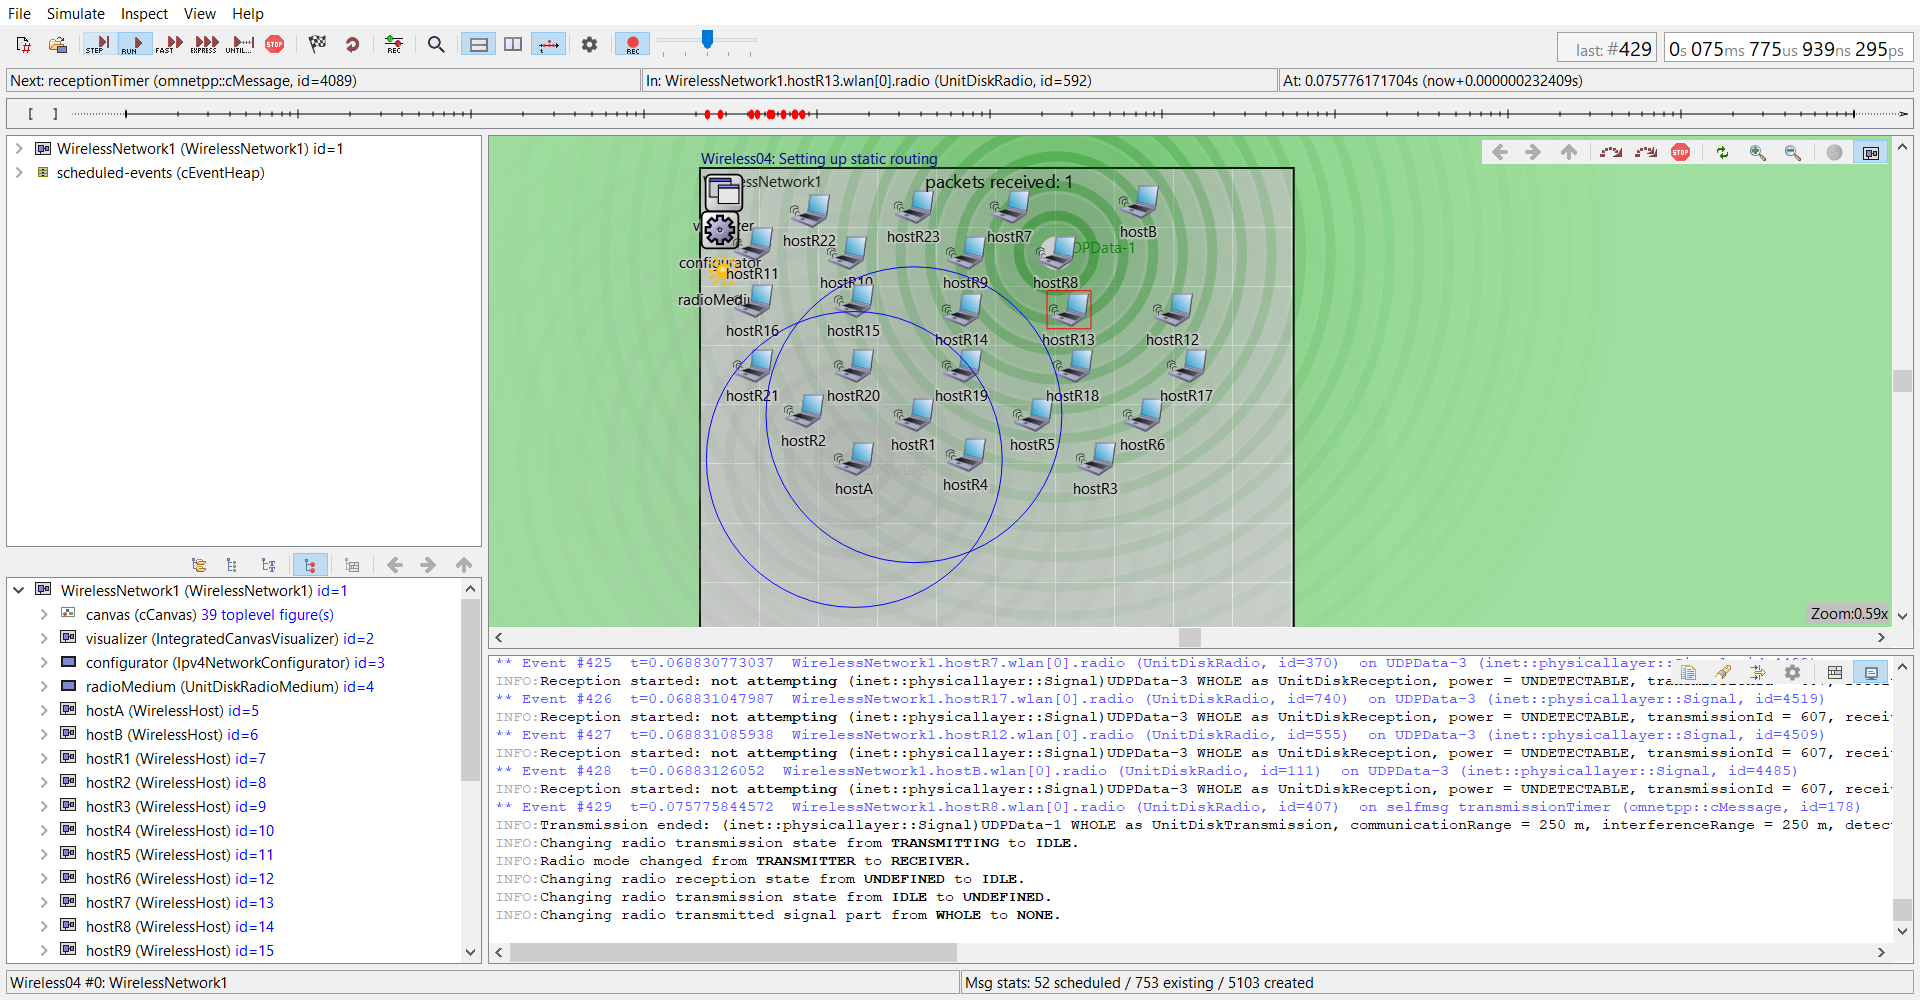 File Simulate Inspect View Help
STEP RUN FAST EXPRESS UNTIL... STOP REC REC
last: #429 0s 075ms 775us 939ns 295ps
Next: receptionTimer (omnetpp::cMessage, id=4089) In: WirelessNetwork1.hostR13.wlan[0].radio (UnitDiskRadio, id=592) At: 0.075776171704s (now+0.000000232409s)
[ ]
WirelessNetwork1 (WirelessNetwork1) id=1
scheduled-events (cEventHeap)
WirelessNetwork1 (WirelessNetwork1) id=1
canvas (cCanvas) 39 toplevel figure(s)
visualizer (IntegratedCanvasVisualizer) id=2
configurator (Ipv4NetworkConfigurator) id=3
radioMedium (UnitDiskRadioMedium) id=4
hostA (WirelessHost) id=5
hostB (WirelessHost) id=6
hostR1 (WirelessHost) id=7
hostR2 (WirelessHost) id=8
hostR3 (WirelessHost) id=9
hostR4 (WirelessHost) id=10
hostR5 (WirelessHost) id=11
hostR6 (WirelessHost) id=12
hostR7 (WirelessHost) id=13
hostR8 (WirelessHost) id=14
hostR9 (WirelessHost) id=15
Wireless04: Setting up static routing
STOP
essNetwork1 packets received: 1
hostR22 hostR23 hostR7 hostB
DPData-1
configurator hostR11 hostR10 hostR9 hostR8
radioMediu
hostR16 hostR15 hostR14 hostR13 hostR12
hostR21 hostR20 hostR19 hostR18 hostR17
hostR2 hostR1 hostR5 hostR6
DPData-3
hostA hostR4 hostR3
Zoom:0.59x
** Event #425 t=0.068830773037 WirelessNetwork1.hostR7.wlan[0].radio (UnitDiskRadio, id=370) on UDPData-3 (inet::physicallayer::
INFO:Reception started: not attempting (inet::physicallayer::Signal)UDPData-3 WHOLE as UnitDiskReception, power = UNDETECTABLE, tran
** Event #426 t=0.068831047987 WirelessNetwork1.hostR17.wlan[0].radio (UnitDiskRadio, id=740) on UDPData-3 (inet::physicallayer::Signal, id=4519)
INFO:Reception started: not attempting (inet::physicallayer::Signal)UDPData-3 WHOLE as UnitDiskReception, power = UNDETECTABLE, transmissionId = 607, recei
** Event #427 t=0.068831085938 WirelessNetwork1.hostR12.wlan[0].radio (UnitDiskRadio, id=555) on UDPData-3 (inet::physicallayer::Signal, id=4509)
INFO:Reception started: not attempting (inet::physicallayer::Signal)UDPData-3 WHOLE as UnitDiskReception, power = UNDETECTABLE, transmissionId = 607, recei
** Event #428 t=0.06883126052 WirelessNetwork1.hostB.wlan[0].radio (UnitDiskRadio, id=111) on UDPData-3 (inet::physicallayer::Signal, id=4485)
INFO:Reception started: not attempting (inet::physicallayer::Signal)UDPData-3 WHOLE as UnitDiskReception, power = UNDETECTABLE, transmissionId = 607, recei
** Event #429 t=0.075775844572 WirelessNetwork1.hostR8.wlan[0].radio (UnitDiskRadio, id=407) on selfmsg transmissionTimer (omnetpp::cMessage, id=178)
INFO:Transmission ended: (inet::physicallayer::Signal)UDPData-1 WHOLE as UnitDiskTransmission, communicationRange = 250 m, interferenceRange = 250 m, detec
INFO:Changing radio transmission state from TRANSMITTING to IDLE.
INFO:Radio mode changed from TRANSMITTER to RECEIVER.
INFO:Changing radio reception state from UNDEFINED to IDLE.
INFO:Changing radio transmission state from IDLE to UNDEFINED.
INFO:Changing radio transmitted signal part from WHOLE to NONE.
Wireless04 #0: WirelessNetwork1 Msg stats: 52 scheduled / 753 existing / 5103 created